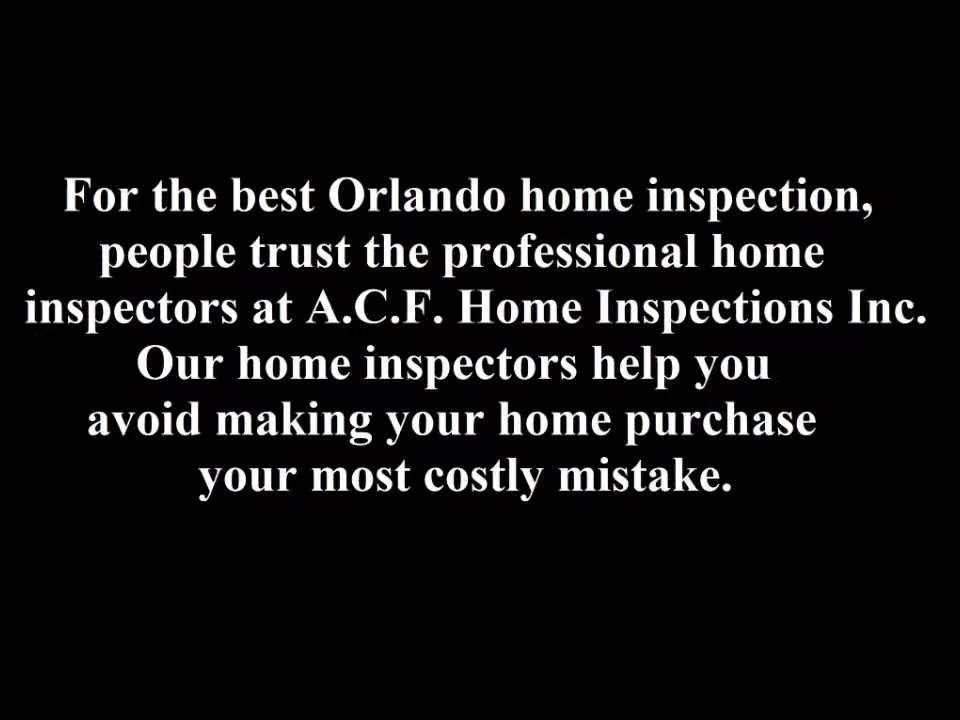 For the best Orlando home inspection,
people trust the professional home
inspectors at A.C.F. Home Inspections Inc.
Our home inspectors help you
avoid making your home purchase
your most costly mistake.